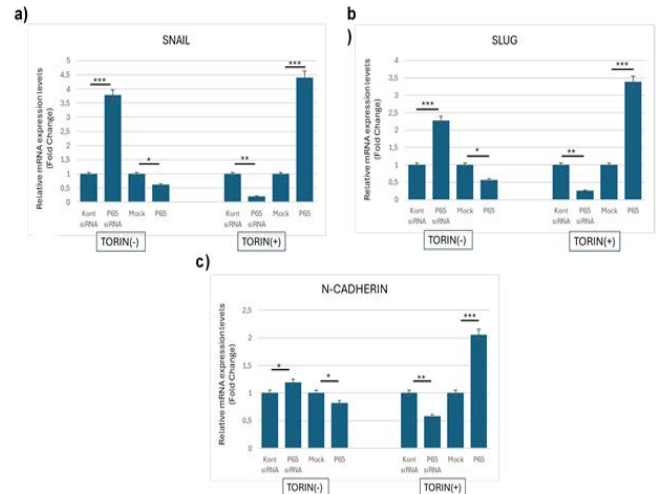 a)
SNAIL
Relative mRNA expression levels
(Fold Change)
5
4,5
4
3,5
3
2,5
2
1,5
1
0,5
0
***
*
**
***
Kont siRNA
P65 siRNA
Mock
P65
Kont siRNA
P65 siRNA
Mock
P65
TORIN(-)
TORIN(+)
b
)
SLUG
Relative mRNA expression levels
(Fold Change)
4
3,5
3
2,5
2
1,5
1
0,5
0
***
*
**
***
Kont siRNA
P65 siRNA
Mock
P65
Kont siRNA
P65 siRNA
Mock
P65
TORIN(-)
TORIN(+)
c)
N-CADHERIN
Relative mRNA expression levels
(Fold Change)
2,5
2
1,5
1
0,5
0
*
*
**
***
Kont siRNA
P65 siRNA
Mock
P65
Kont siRNA
P65 siRNA
Mock
P65
TORIN(-)
TORIN(+)